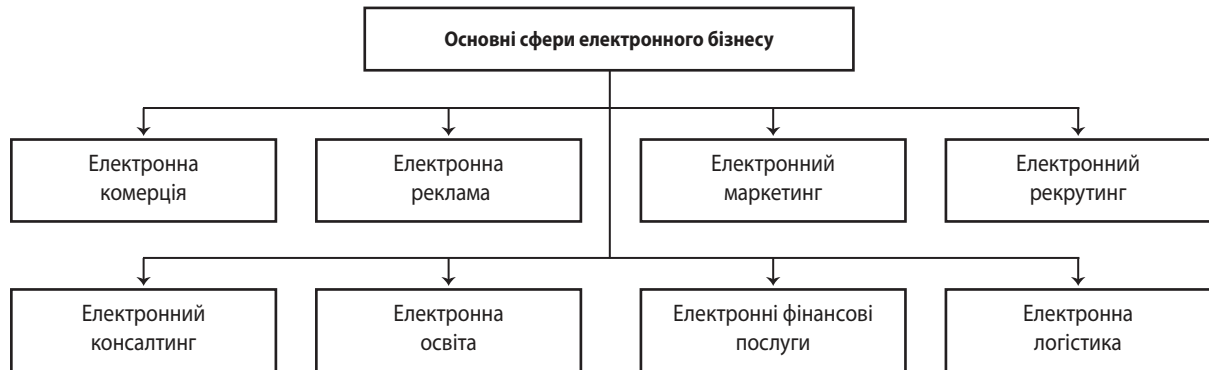 Основні сфери електронного бізнесу
Електронна
комерція
Електронна
реклама
Електронний
маркетинг
Електронний
рекрутинг
Електронний
консалтинг
Електронна
освіта
Електронні фінансові
послуги
Електронна
логістика